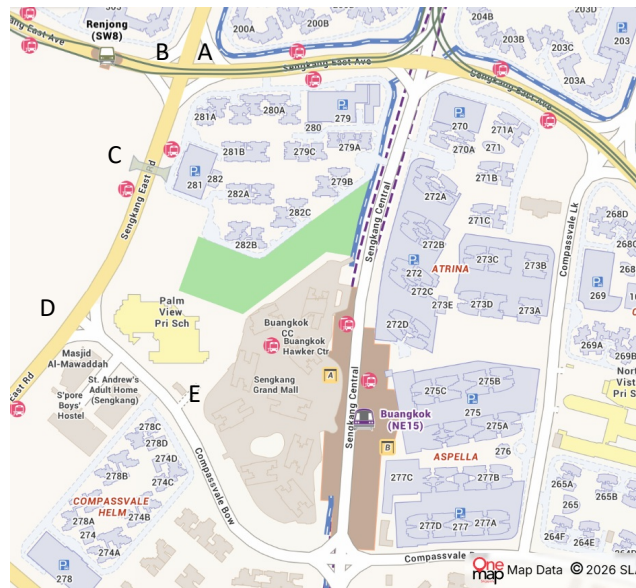 Renjong
(SW8)
B
A
200A
200B
204B
203D
203B
203C
203
203A
Sengkang East Ave
Sengkang East Ave
280A
281A
280
279
281B
279C
279A
270
271A
270A
271
C
282
281
282A
279B
271B
282C
282B
272A
271C
268D
Sengkang East Rd
Sengkang Central
Compassvale Lk
272B
272
ATRINA
273C
273B
272C
273E
273D
273A
272D
269
269A
D
Palm
View
Pri Sch
Buangkok
CC
Buangkok
Hawker Ctr
Sengkang
Grand Mall
A
E
Masjid
Al-Mawaddah
St. Andrew's
Adult Home
(Sengkang)
S'pore
Boys'
Hostel
East Rd
Sengkang Central
Buangkok
(NE15)
B
275C
275B
275
275A
276
ASPELLA
277C
277B
277D
277
277A
278C
278D
274D
278B
274C
COMPASSVALE
HELM
278A
274B
274
274A
278
Compassvale Bow
265
265A
265B
264F
264E
Compassvale
One
map
Map Data © 2026 SL